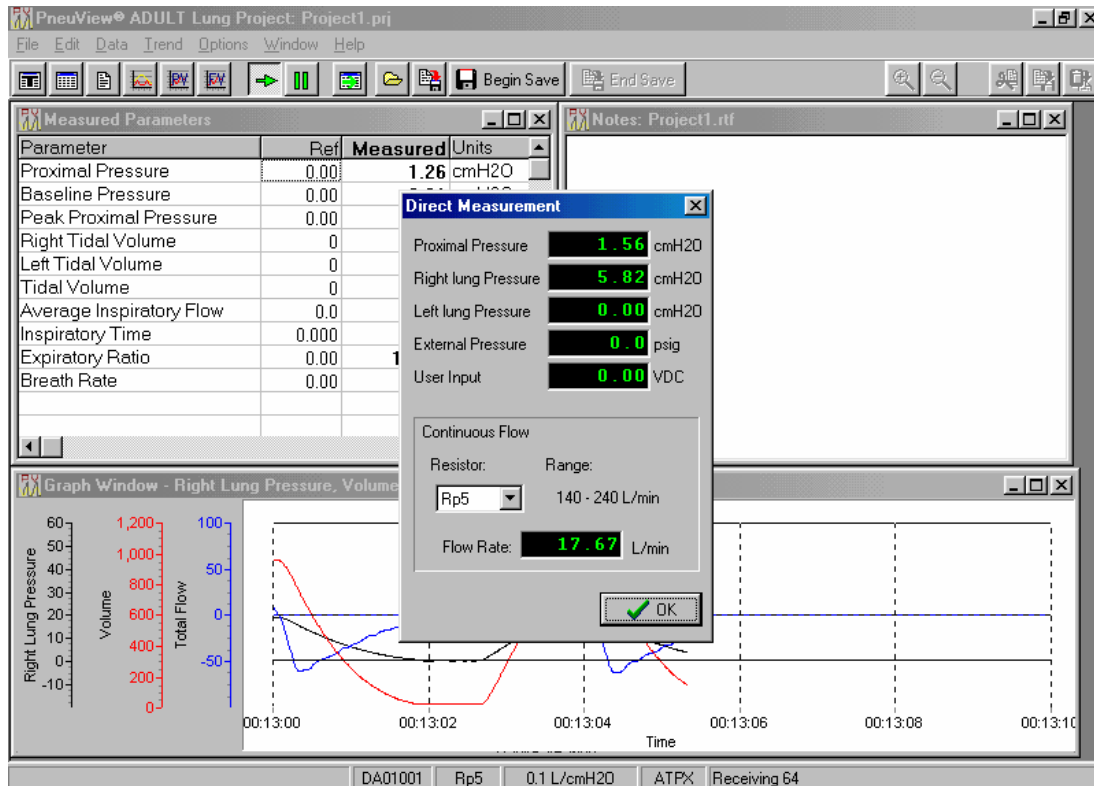 PneuView® ADULT Lung Project: Project1.prj
File Edit Data Trend Options Window Help
Begin Save End Save
Measured Parameters
Parameter Ref Measured Units
Proximal Pressure 0.00 1.26 cmH2O
Baseline Pressure 0.00
Peak Proximal Pressure 0.00
Right Tidal Volume 0
Left Tidal Volume 0
Tidal Volume 0
Average Inspiratory Flow 0.0
Inspiratory Time 0.000
Expiratory Ratio 0.00 1
Breath Rate 0.00
Notes: Project1.rtf
Direct Measurement
Proximal Pressure 1.56 cmH2O
Right lung Pressure 5.82 cmH2O
Left lung Pressure 0.00 cmH2O
External Pressure 0.0 psig
User Input 0.00 VDC
Continuous Flow
Resistor: Range:
Rp5 140 - 240 L/min
Flow Rate: 17.67 L/min
OK
Graph Window - Right Lung Pressure, Volume
Right Lung Pressure
60
50
40
30
20
10
0
-10
Volume
1,200
1,000
800
600
400
200
0
Total Flow
100
50
0
-50
00:13:00 00:13:02 00:13:04 00:13:06 00:13:08 00:13:10
Time
DA01001 Rp5 0.1 L/cmH2O ATPX Receiving 64